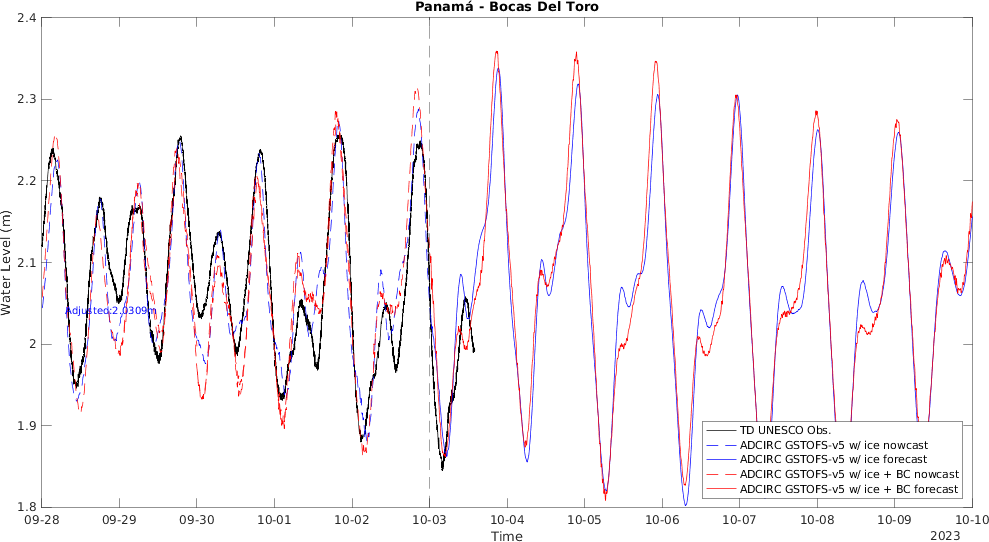 Panamá - Bocas Del Toro
2.4
2.3
2.2
2.1
2
1.9
1.8
Water Level (m)
Adjusted:2.0309m
TD UNESCO Obs.
ADCIRC GSTOFS-v5 w/ ice nowcast
ADCIRC GSTOFS-v5 w/ ice forecast
ADCIRC GSTOFS-v5 w/ ice + BC nowcast
ADCIRC GSTOFS-v5 w/ ice + BC forecast
09-28 09-29 09-30 10-01 10-02 10-03 10-04 10-05 10-06 10-07 10-08 10-09 10-10
Time
2023